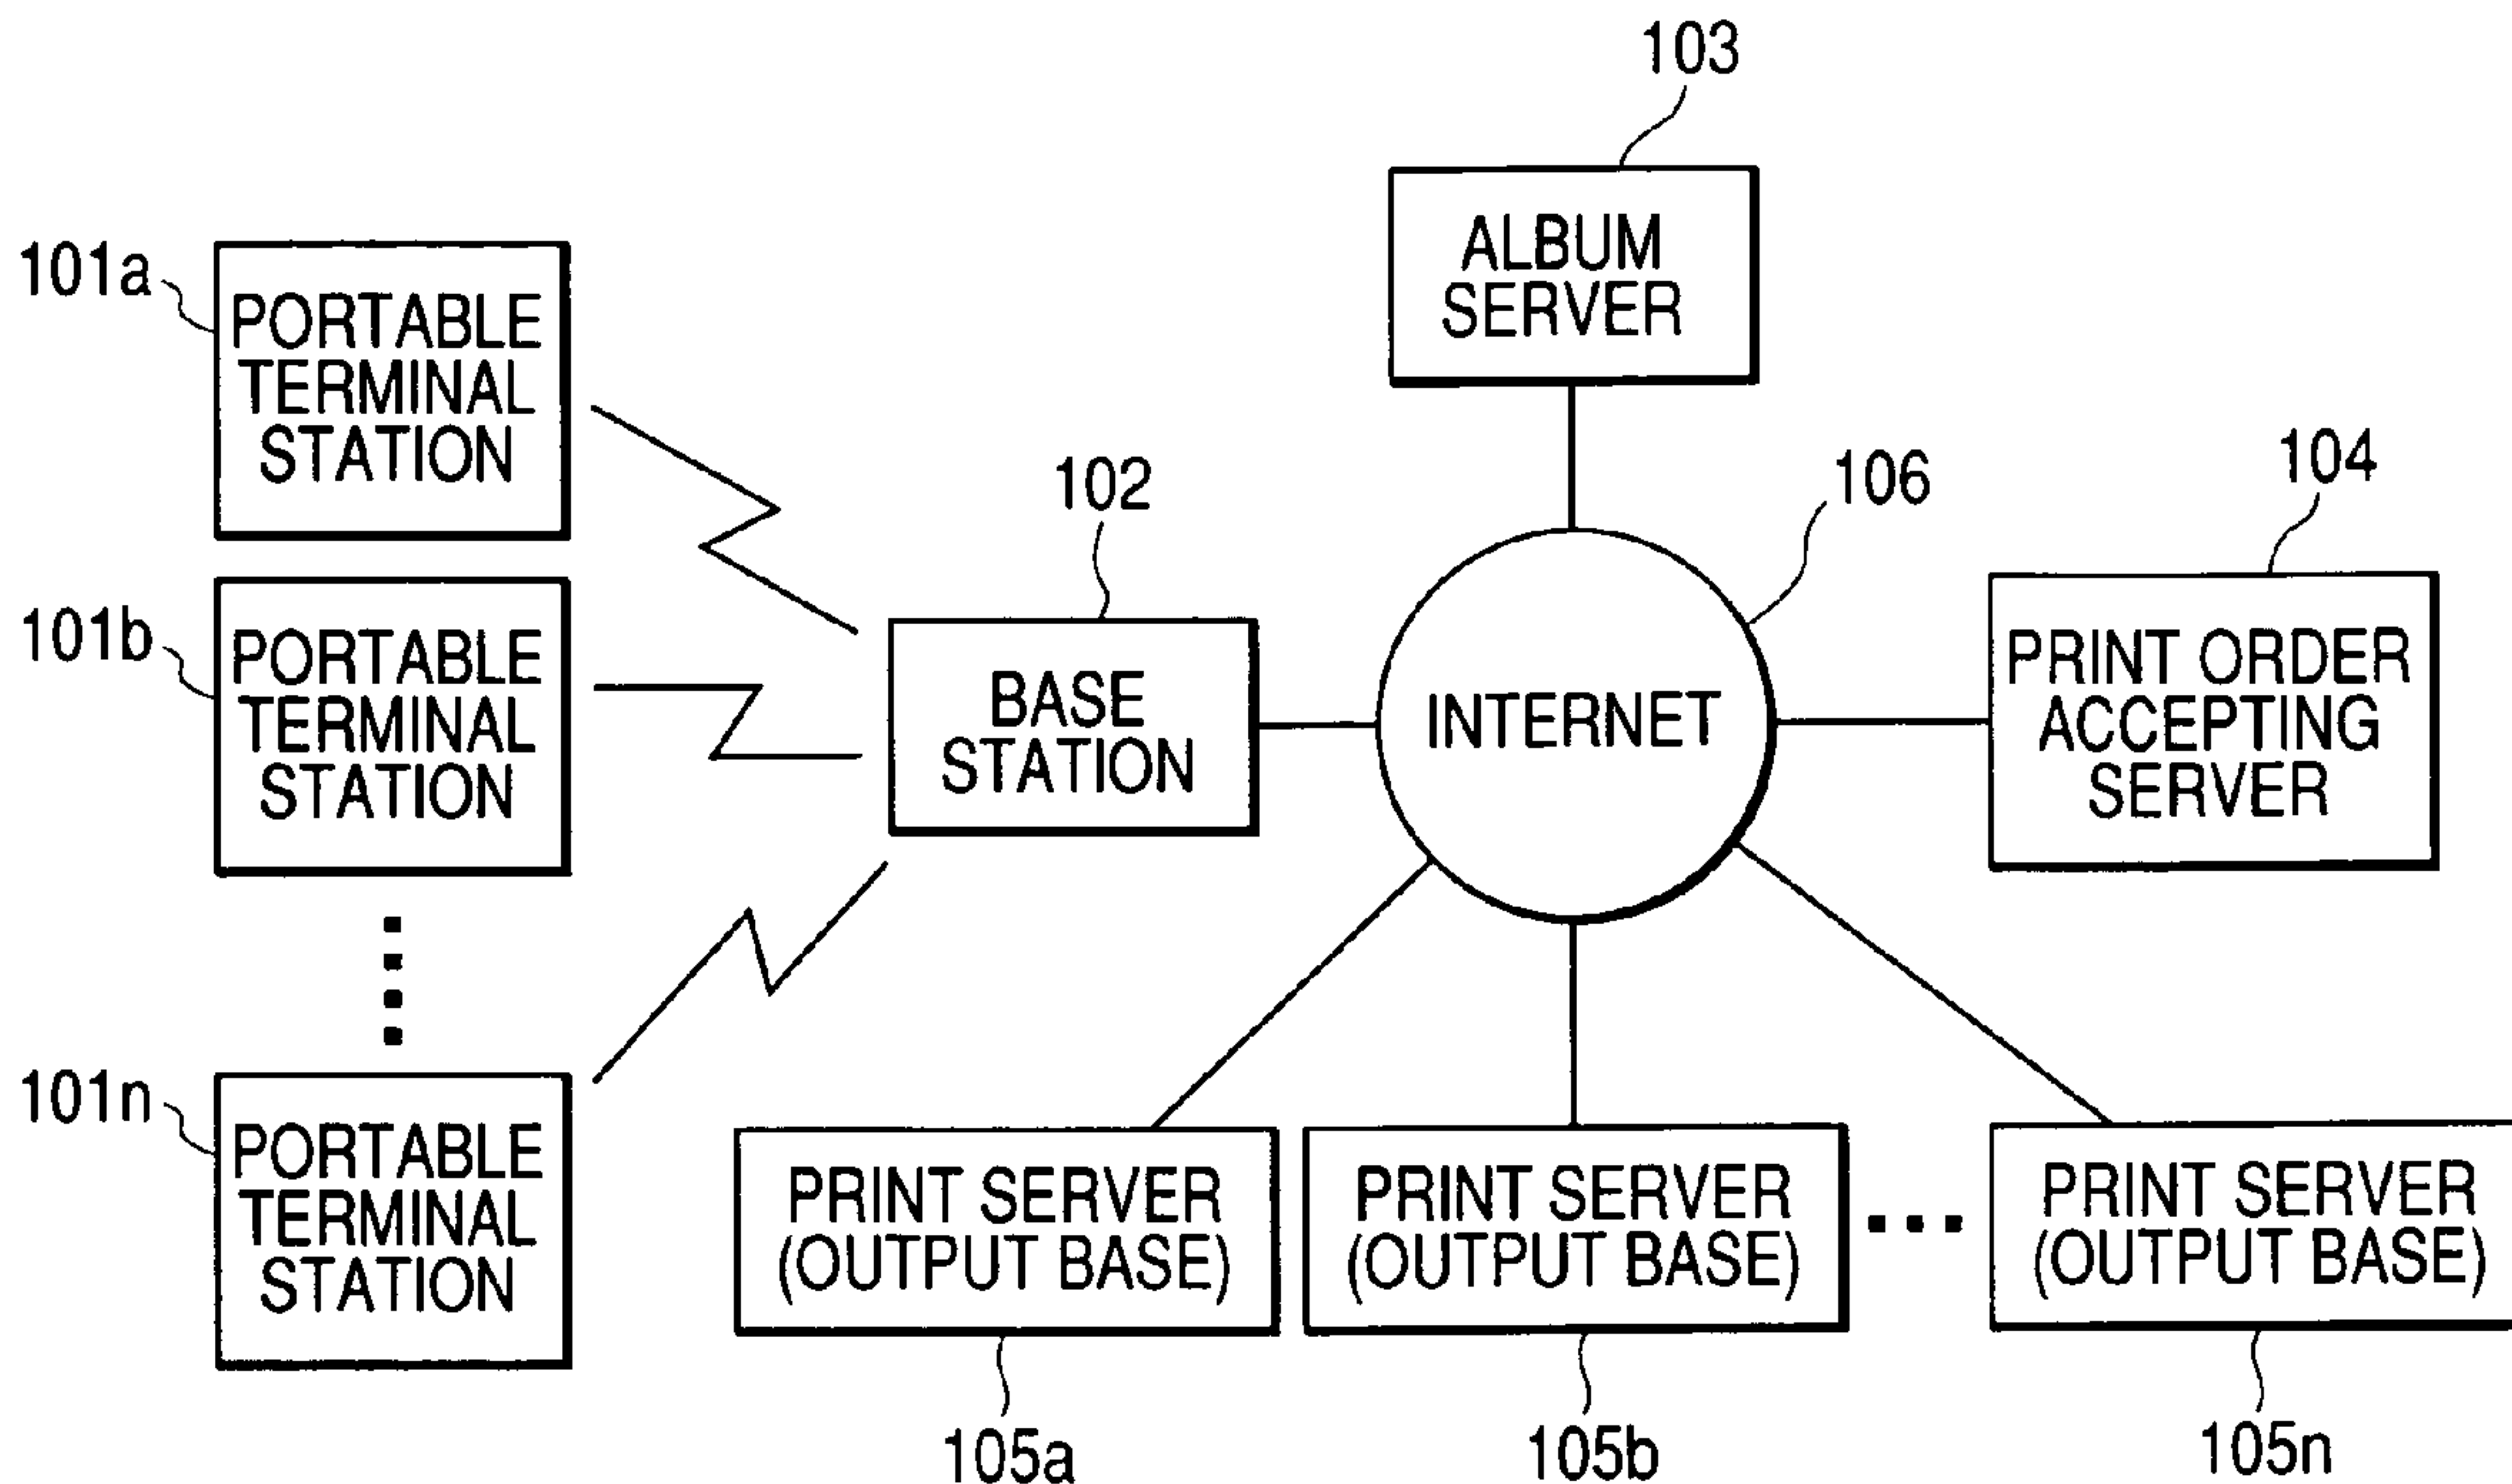 103
ALBUM
SERVER
101a
PORTABLE
TERMINAL
STATION
102
106
104
101b
PORTABLE
TERMINAL
STATION
BASE
STATION
INTERNET
PRINT ORDER
ACCEPTING
SERVER
101n
PORTABLE
TERMINAL
STATION
PRINT SERVER
(OUTPUT BASE)
PRINT SERVER
(OUTPUT BASE)
PRINT SERVER
(OUTPUT BASE)
105a
105b
105n